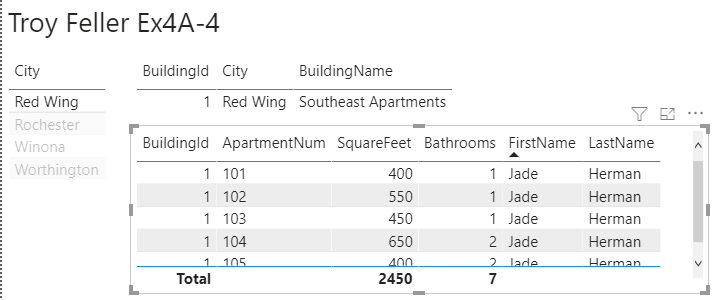 Troy Feller Ex4A-4
City
Red Wing
Rochester
Winona
Worthington
BuildingId City BuildingName
1 Red Wing Southeast Apartments
BuildingId ApartmentNum SquareFeet Bathrooms FirstName LastName
1 101 400 1 Jade Herman
1 102 550 1 Jade Herman
1 103 450 1 Jade Herman
1 104 650 2 Jade Herman
1 105 400 2 Jade Herman
Total 2450 7